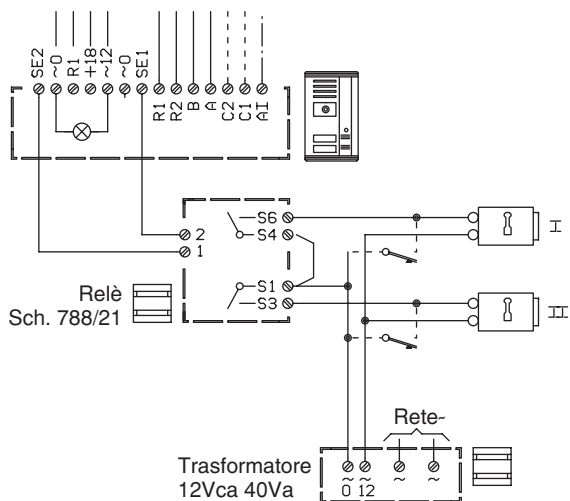 SE2 ~0 R1 +18 ~12 ~0 SE1
R1 R2 B A C2 C1 AI
S6
2 S4
1
S1
S3
I
II
Relè
Sch. 788/21
Rete~
Trasformatore
12Vca 40Va
~ ~ ~ ~
0 12